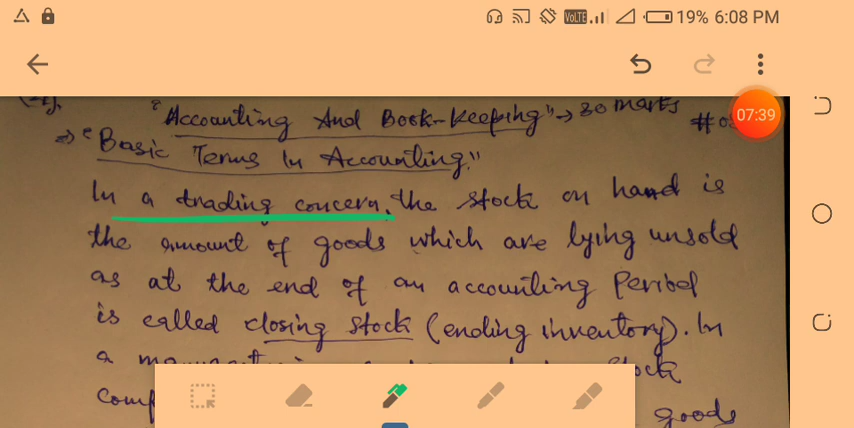 VoLTE 19% 6:08 PM
07:39
"Accounting And Book-Keeping" → 30 marks
⇒ "Basic Terms In Accounting."
In a trading concern, the stock on hand is
the amount of goods which are lying unsold
as at the end of an accounting Period
is called closing stock (ending inventory). In
a
goods